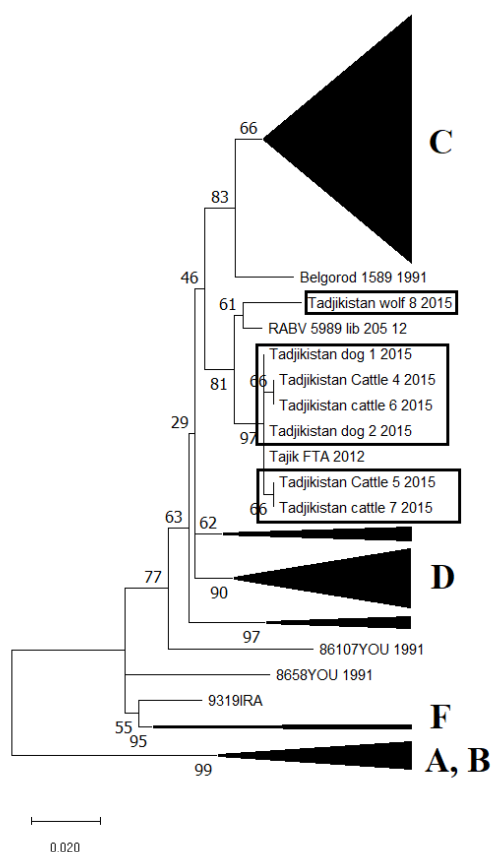 66
C
83
Belgorod 1589 1991
46
61
Tadjikistan wolf 8 2015
RABV 5989 lib 205 12
Tadjikistan dog 1 2015
81
66
Tadjikistan Cattle 4 2015
Tadjikistan cattle 6 2015
29
97
Tadjikistan dog 2 2015
Tajik FTA 2012
Tadjikistan Cattle 5 2015
66
Tadjikistan cattle 7 2015
63
62
77
90
D
97
86107YOU 1991
8658YOU 1991
9319IRA
55
95
F
99
A, B
0.020